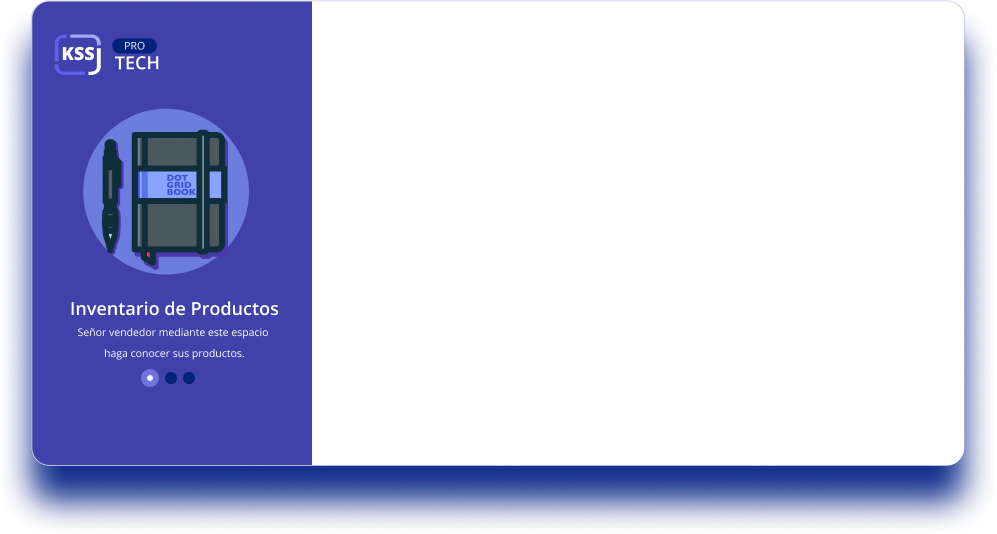 KSS
PRO
TECH
DOT
GRID
BOOK
Inventario de Productos
Señor vendedor mediante este espacio
haga conocer sus productos.